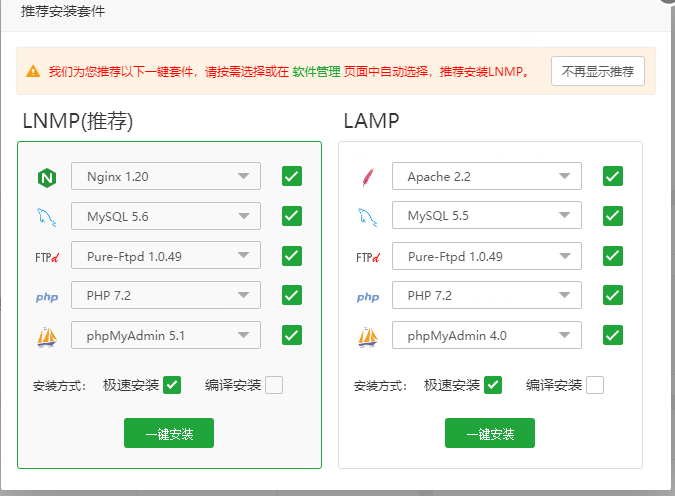 推荐安装套件
我们为您推荐以下一键套件，请按需选择或在 软件管理 页面中自动选择，推荐安装LNMP。
不再显示推荐
LNMP(推荐)
Nginx 1.20
MySQL 5.6
FTPd
Pure-Ftpd 1.0.49
php
PHP 7.2
phpMyAdmin 5.1
安装方式：
极速安装
编译安装
一键安装
LAMP
Apache 2.2
MySQL 5.5
FTPd
Pure-Ftpd 1.0.49
php
PHP 7.2
phpMyAdmin 4.0
安装方式：
极速安装
编译安装
一键安装